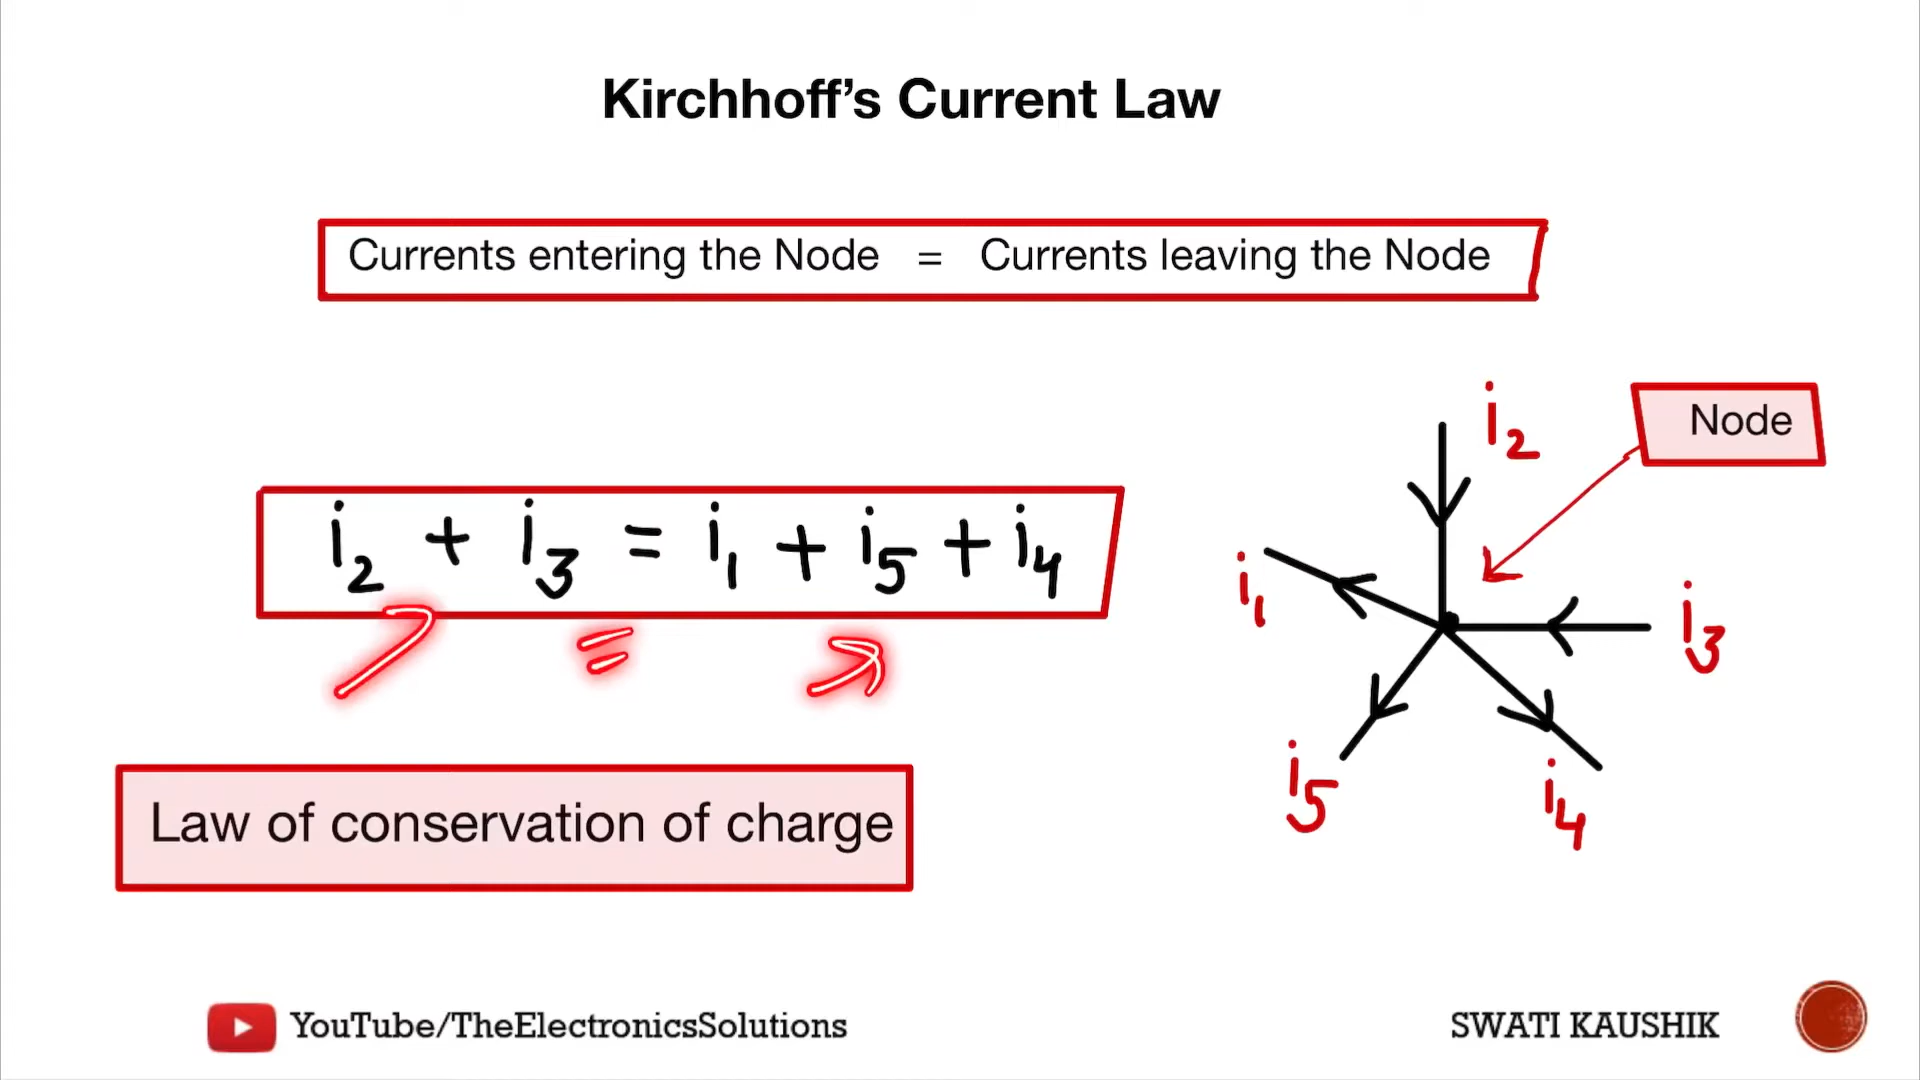 Kirchhoff's Current Law
Currents entering the Node = Currents leaving the Node
i2 + i3 = i1 + i5 + i4
=
Law of conservation of charge
Node
i2
i1
i3
i5
i4
YouTube/TheElectronicsSolutions
SWATI KAUSHIK